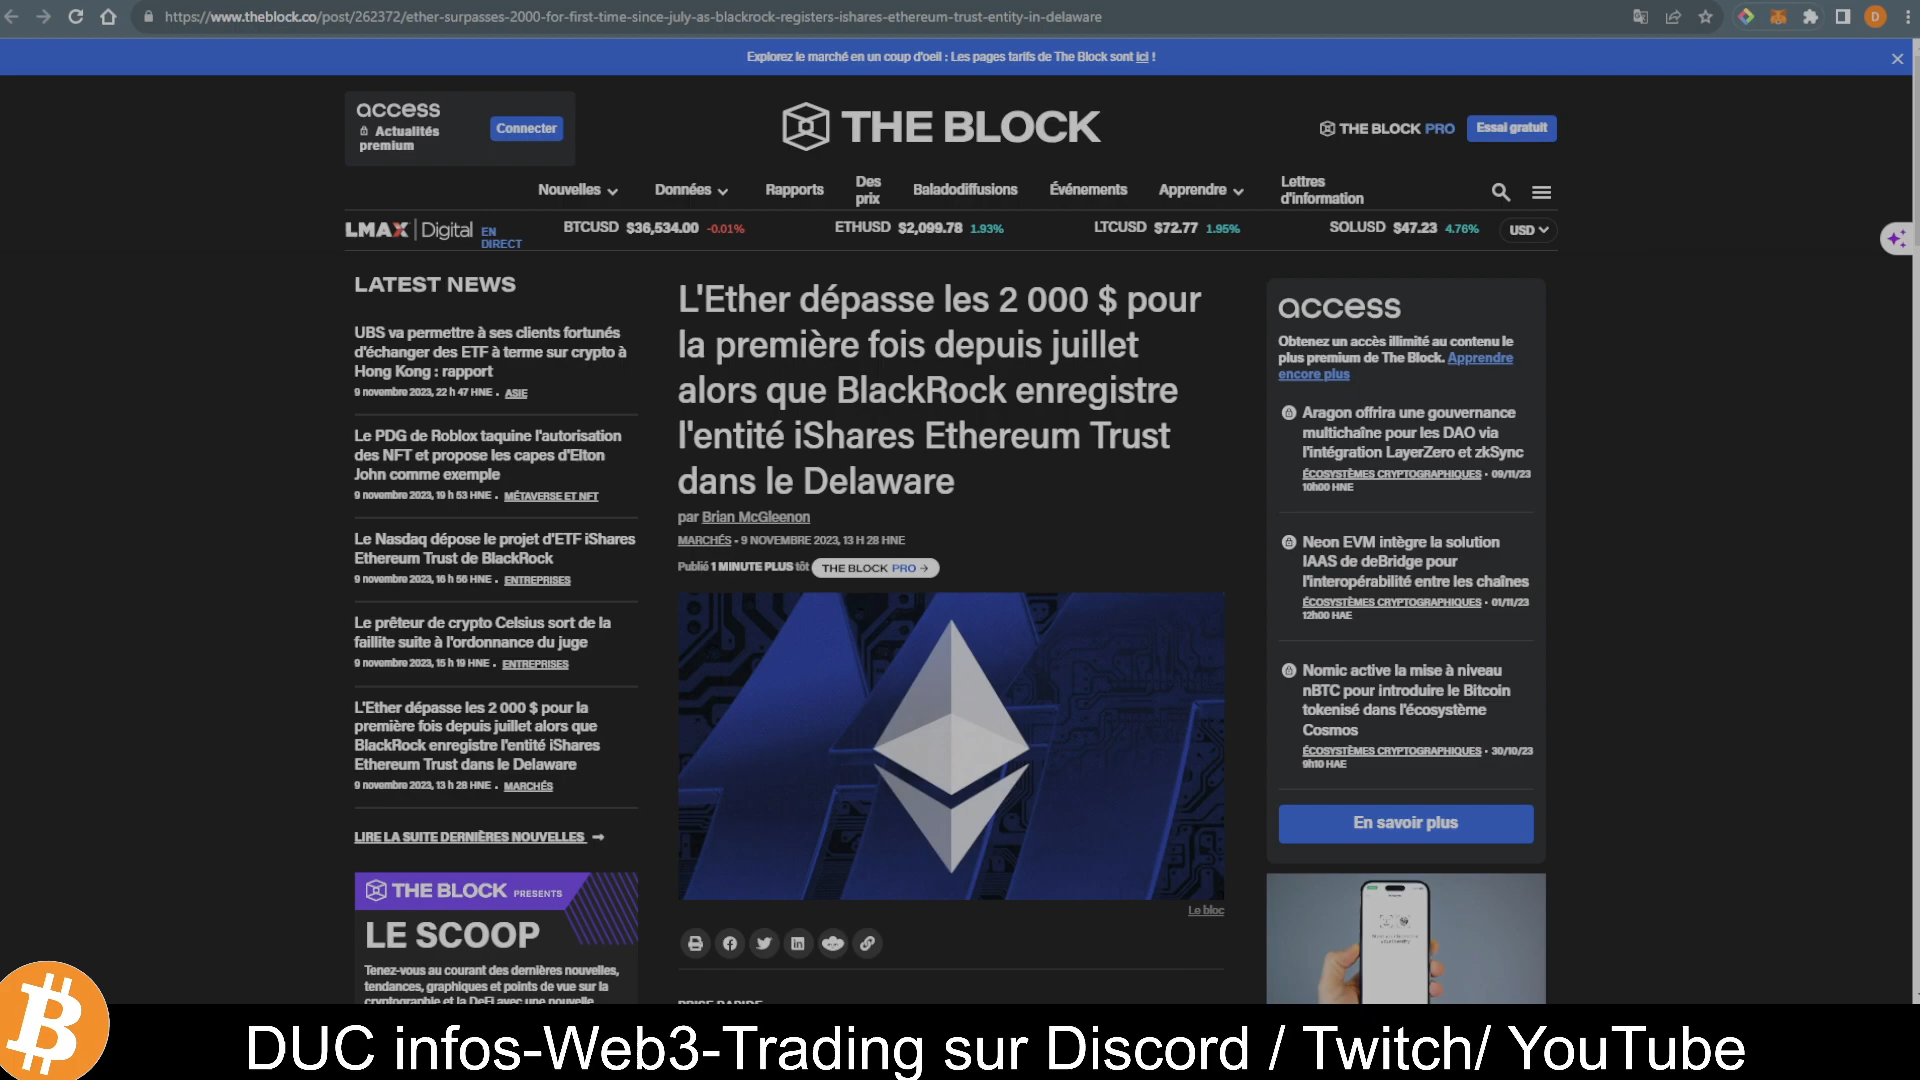 https://www.theblock.co/post/262372/ether-surpasses-2000-for-first-time-since-july-as-blackrock-registers-ishares-ethereum-trust-entity-in-delaware
D
Explorez le marché en un coup d'oeil : Les pages tarifs de The Block sont ici !
access
Actualités
premium
Connecter
THE BLOCK
THE BLOCK PRO
Essai gratuit
Nouvelles
Données
Rapports
Des
prix
Baladodiffusions
Événements
Apprendre
Lettres
d'information
LMAX Digital
EN
DIRECT
BTCUSD $36,534.00 -0.01%
ETHUSD $2,099.78 1.93%
LTCUSD $72.77 1.95%
SOLUSD $47.23 4.76%
USD
LATEST NEWS
UBS va permettre à ses clients fortunés
d'échanger des ETF à terme sur crypto à
Hong Kong : rapport
9 novembre 2023, 22 h 47 HNE • ASIE
Le PDG de Roblox taquine l'autorisation
des NFT et propose les capes d'Elton
John comme exemple
9 novembre 2023, 19 h 53 HNE • MÉTAVERSE ET NFT
Le Nasdaq dépose le projet d'ETF iShares
Ethereum Trust de BlackRock
9 novembre 2023, 16 h 56 HNE • ENTREPRISES
Le prêteur de crypto Celsius sort de la
faillite suite à l'ordonnance du juge
9 novembre 2023, 15 h 19 HNE • ENTREPRISES
L'Ether dépasse les 2 000 $ pour la
première fois depuis juillet alors que
BlackRock enregistre l'entité iShares
Ethereum Trust dans le Delaware
9 novembre 2023, 13 h 28 HNE • MARCHÉS
LIRE LA SUITE DERNIÈRES NOUVELLES
THE BLOCK PRESENTS
LE SCOOP
Tenez-vous au courant des dernières nouvelles,
tendances, graphiques et points de vue sur la
cryptographie et la DeFi avec une nouvelle
L'Ether dépasse les 2 000 $ pour
la première fois depuis juillet
alors que BlackRock enregistre
l'entité iShares Ethereum Trust
dans le Delaware
par Brian McGleenon
MARCHÉS • 9 NOVEMBRE 2023, 13 H 28 HNE
Publié 1 MINUTE PLUS tôt THE BLOCK PRO →
Le bloc
PRISE RAPIDE
access
Obtenez un accès illimité au contenu le
plus premium de The Block. Apprendre
encore plus
Aragon offrira une gouvernance
multichaîne pour les DAO via
l'intégration LayerZero et zkSync
ÉCOSYSTÈMES CRYPTOGRAPHIQUES • 09/11/23
10h00 HNE
Neon EVM intègre la solution
IAAS de deBridge pour
l'interopérabilité entre les chaînes
ÉCOSYSTÈMES CRYPTOGRAPHIQUES • 01/11/23
12h00 HAE
Nomic active la mise à niveau
nBTC pour introduire le Bitcoin
tokenisé dans l'écosystème
Cosmos
ÉCOSYSTÈMES CRYPTOGRAPHIQUES • 30/10/23
9h10 HAE
En savoir plus
DUC infos-Web3-Trading sur Discord / Twitch/ YouTube